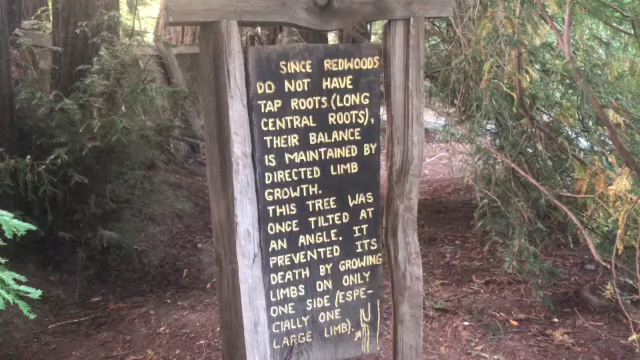 SINCE REDWOODS
DO NOT HAVE
TAP ROOTS (LONG
CENTRAL ROOTS),
THEIR BALANCE
IS MAINTAINED BY
DIRECTED LIMB
GROWTH.
THIS TREE WAS
ONCE TILTED AT
AN ANGLE. IT
PREVENTED ITS
DEATH BY GROWING
LIMBS ON ONLY
ONE SIDE (ESPE-
CIALLY ONE
LARGE LIMB).